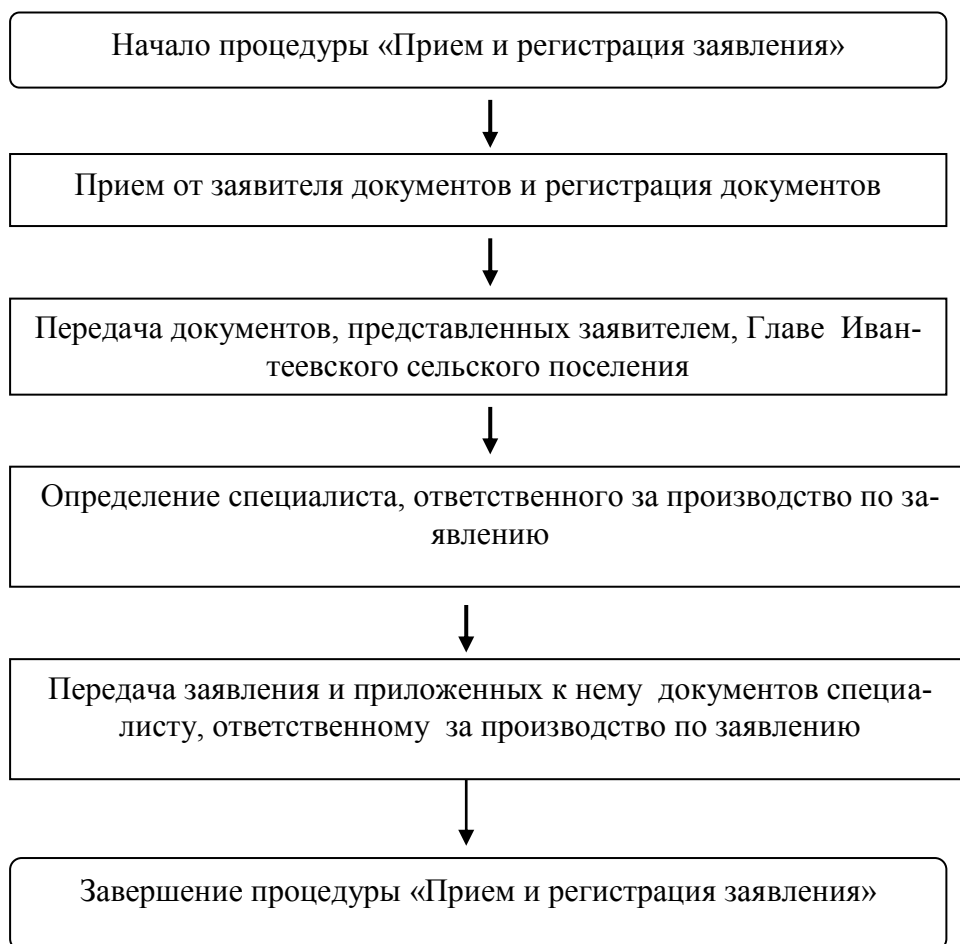 Начало процедуры «Прием и регистрация заявления»
Прием от заявителя документов и регистрация документов
Передача документов, представленных заявителем, Главе  Иван-
теевского сельского поселения
Определение специалиста, ответственного за производство по за-
явлению
Передача заявления и приложенных к нему  документов специа-
листу, ответственному  за производство по заявлению
Завершение процедуры «Прием и регистрация заявления»